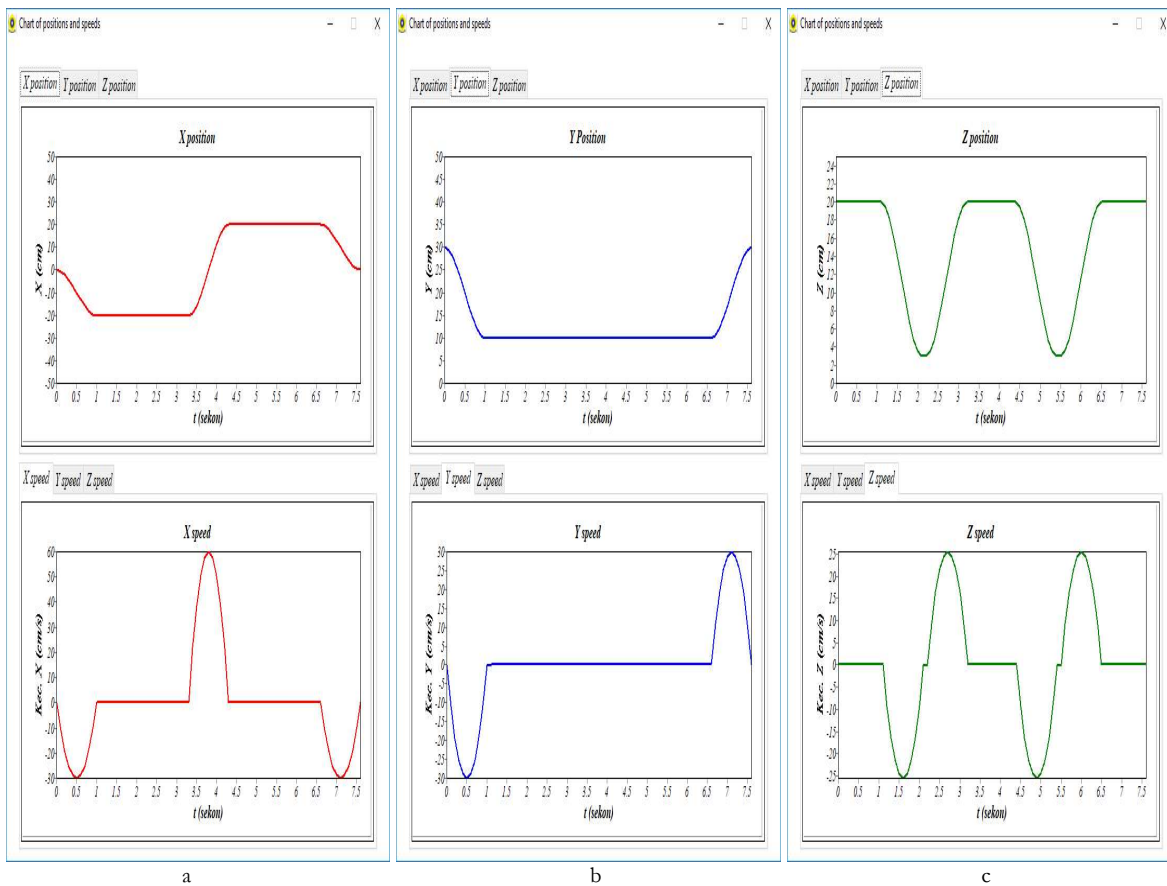 Chart of positions and speeds
X position Y position Z position
X position
50
40
30
20
10
0
-10
-20
-30
-40
-50
X (cm)
0 0.5 1 1.5 2 2.5 3 3.5 4 4.5 5 5.5 6 6.5 7 7.5
t (sekon)
X speed Y speed Z speed
X speed
60
50
40
30
20
10
0
-10
-20
-30
Kec. X (cm/s)
0 0.5 1 1.5 2 2.5 3 3.5 4 4.5 5 5.5 6 6.5 7 7.5
t (sekon)
a
Chart of positions and speeds
X position Y position Z position
Y Position
50
45
40
35
30
25
20
15
10
5
0
Y (cm)
0 0.5 1 1.5 2 2.5 3 3.5 4 4.5 5 5.5 6 6.5 7 7.5
t (sekon)
X speed Y speed Z speed
Y speed
30
25
20
15
10
5
0
-5
-10
-15
-20
-25
-30
Kec. Y (cm/s)
0 0.5 1 1.5 2 2.5 3 3.5 4 4.5 5 5.5 6 6.5 7 7.5
t (sekon)
b
Chart of positions and speeds
X position Y position Z position
Z position
24
22
20
18
16
14
12
10
8
6
4
2
0
Z (cm)
0 0.5 1 1.5 2 2.5 3 3.5 4 4.5 5 5.5 6 6.5 7 7.5
t (sekon)
X speed Y speed Z speed
Z speed
25
20
15
10
5
0
-5
-10
-15
-20
-25
Kec. Z (cm/s)
0 0.5 1 1.5 2 2.5 3 3.5 4 4.5 5 5.5 6 6.5 7 7.5
t (sekon)
c